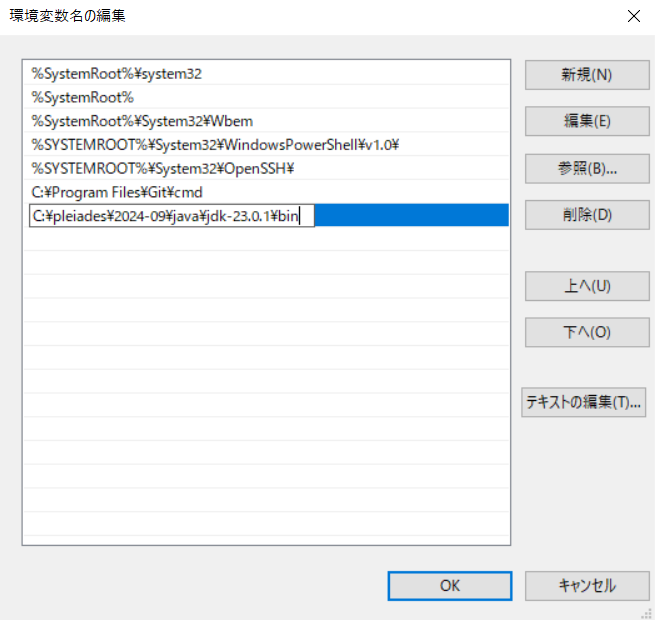 環境変数名の編集
%SystemRoot%¥system32
%SystemRoot%
%SystemRoot%¥System32¥Wbem
%SYSTEMROOT%¥System32¥WindowsPowerShell¥v1.0¥
%SYSTEMROOT%¥System32¥OpenSSH¥
C:¥Program Files¥Git¥cmd
C:¥pleiades¥2024-09¥java¥jdk-23.0.1¥bin
新規(N)
編集(E)
参照(B)...
削除(D)
上へ(U)
下へ(O)
テキストの編集(T)...
OK
キャンセル